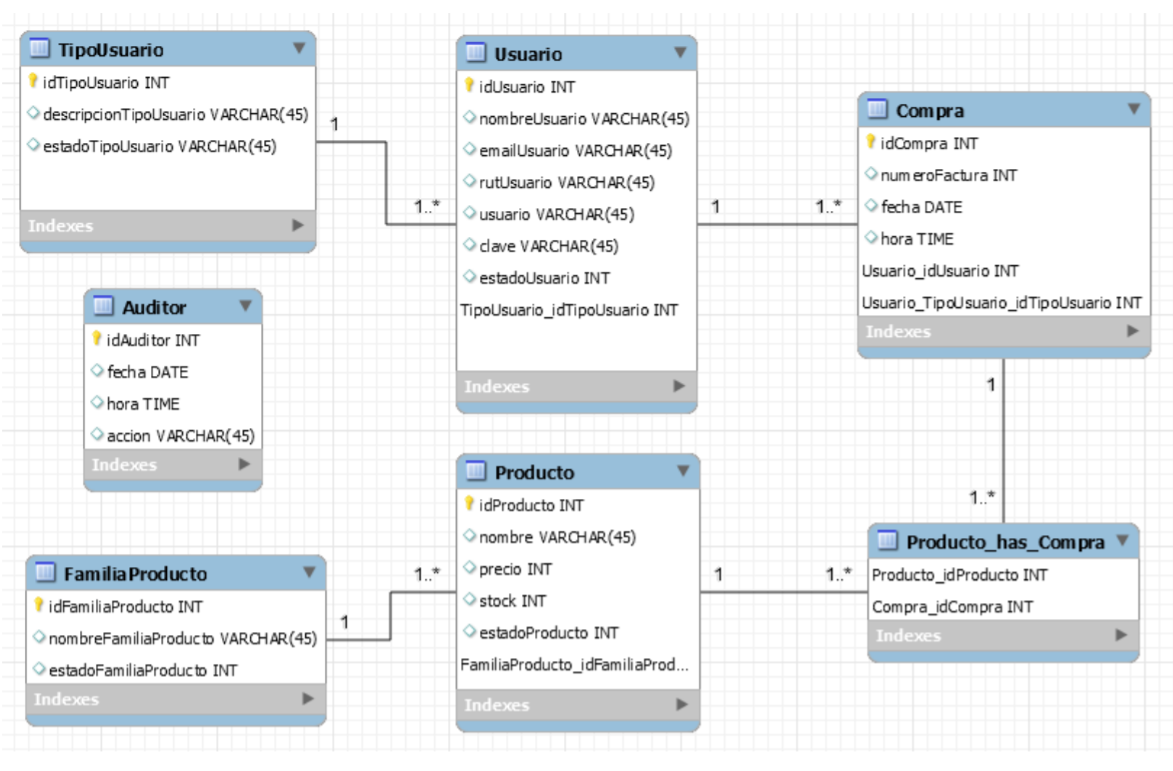 TipoUsuario
idTipoUsuario INT
descripcionTipoUsuario VARCHAR(45)
estadoTipoUsuario VARCHAR(45)
Indexes
1
1..*
Usuario
idUsuario INT
nombreUsuario VARCHAR(45)
emailUsuario VARCHAR(45)
rutUsuario VARCHAR(45)
usuario VARCHAR(45)
clave VARCHAR(45)
estadoUsuario INT
TipoUsuario_idTipoUsuario INT
Indexes
1
1..*
Compra
idCompra INT
numeroFactura INT
fecha DATE
hora TIME
Usuario_idUsuario INT
Usuario_TipoUsuario_idTipoUsuario INT
Indexes
1
1..*
Auditor
idAuditor INT
fecha DATE
hora TIME
accion VARCHAR(45)
Indexes
FamiliaProducto
idFamiliaProducto INT
nombreFamiliaProducto VARCHAR(45)
estadoFamiliaProducto INT
Indexes
1
1..*
Producto
idProducto INT
nombre VARCHAR(45)
precio INT
stock INT
estadoProducto INT
FamiliaProducto_idFamiliaProd...
Indexes
1
1..*
Producto_has_Compra
Producto_idProducto INT
Compra_idCompra INT
Indexes